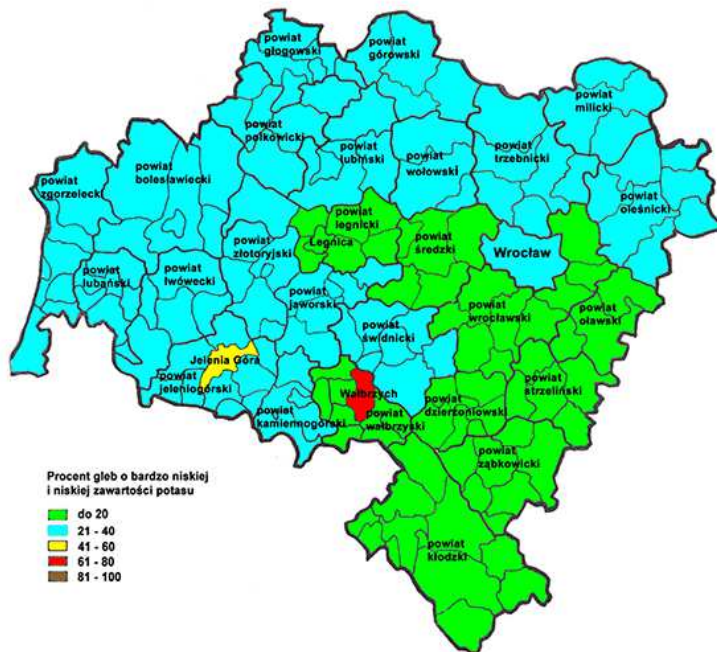 powiat
głogowski
powiat
górowski
powiat
milicki
powiat
polkowicki
powiat
lubiński
powiat
wołowski
powiat
trzebnicki
powiat
bolesławiecki
powiat
zgorzelecki
powiat
oleśnicki
powiat
legnicki
Legnica
powiat
średzki
Wrocław
powiat
złotoryjski
powiat
lubański
powiat
lwówecki
powiat
jaworski
powiat
wrocławski
powiat
oławski
powiat
świdnicki
Jelenia Góra
powiat
jeleniogórski
powiat
strzeliński
Wałbrzych
powiat
kamiennogórski
powiat
wałbrzyski
powiat
dzierżoniowski
powiat
ząbkowicki
powiat
kłodzki
Procent gleb o bardzo niskiej
i niskiej zawartości potasu
do 20
21 - 40
41 - 60
61 - 80
81 - 100